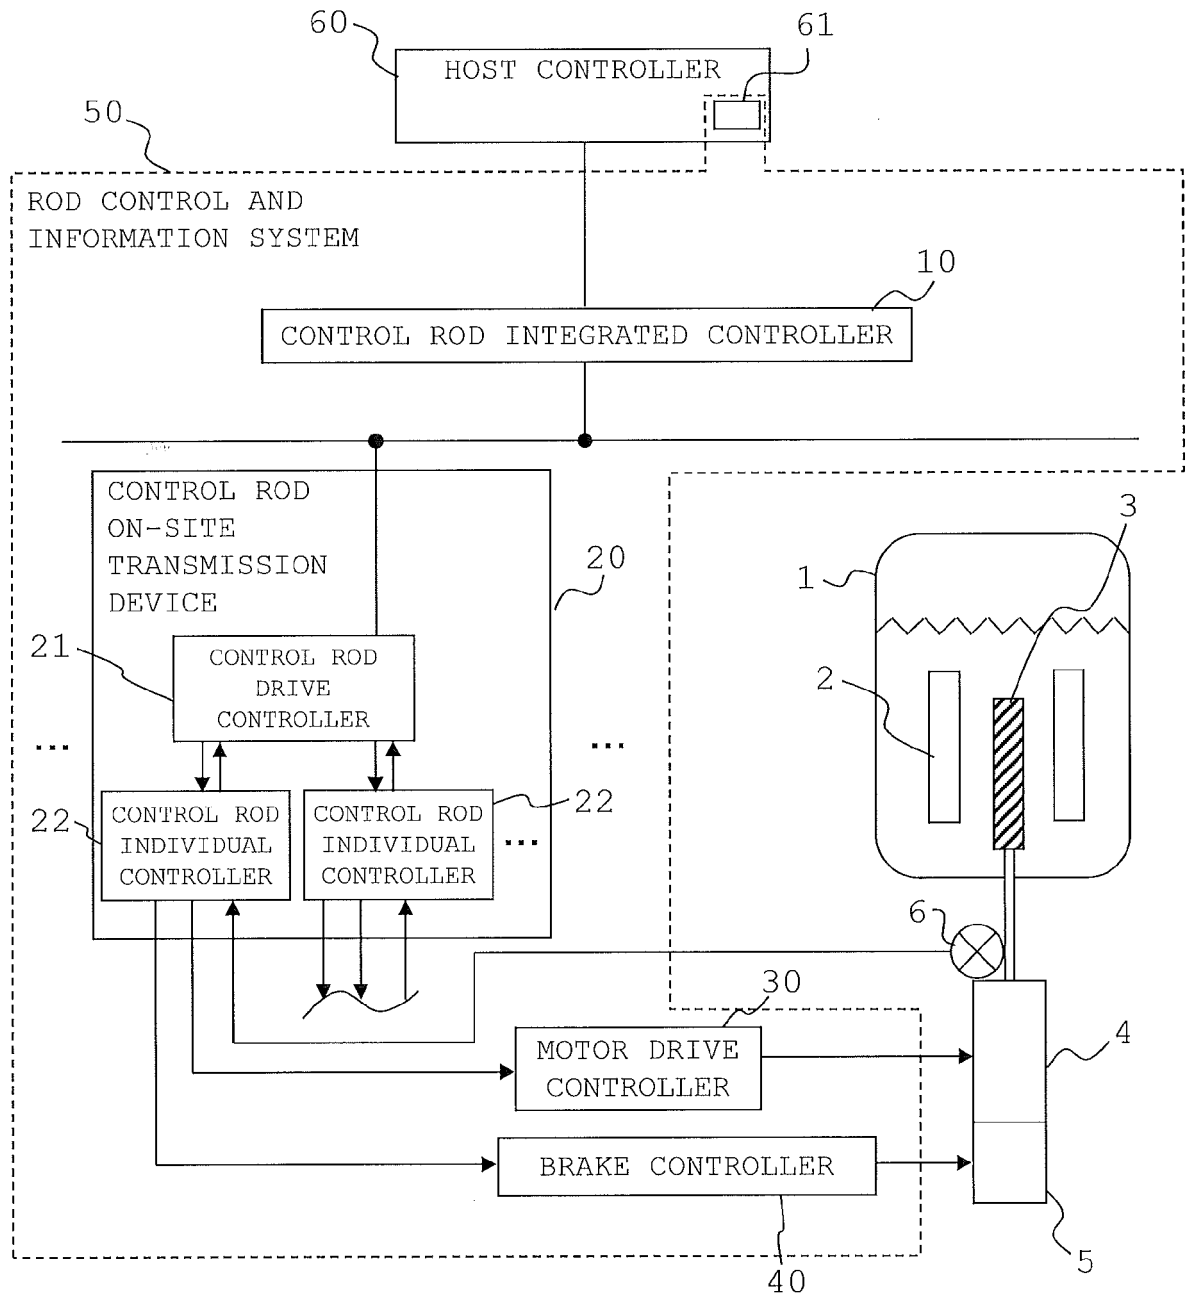 60
61
HOST CONTROLLER
50
ROD CONTROL AND
INFORMATION SYSTEM
10
CONTROL ROD INTEGRATED CONTROLLER
CONTROL ROD
ON-SITE
TRANSMISSION
DEVICE
20
3
1
21
CONTROL ROD
DRIVE
CONTROLLER
2
...
...
22
CONTROL ROD
INDIVIDUAL
CONTROLLER
CONTROL ROD
INDIVIDUAL
CONTROLLER
22
...
6
30
MOTOR DRIVE
CONTROLLER
4
BRAKE CONTROLLER
40
5